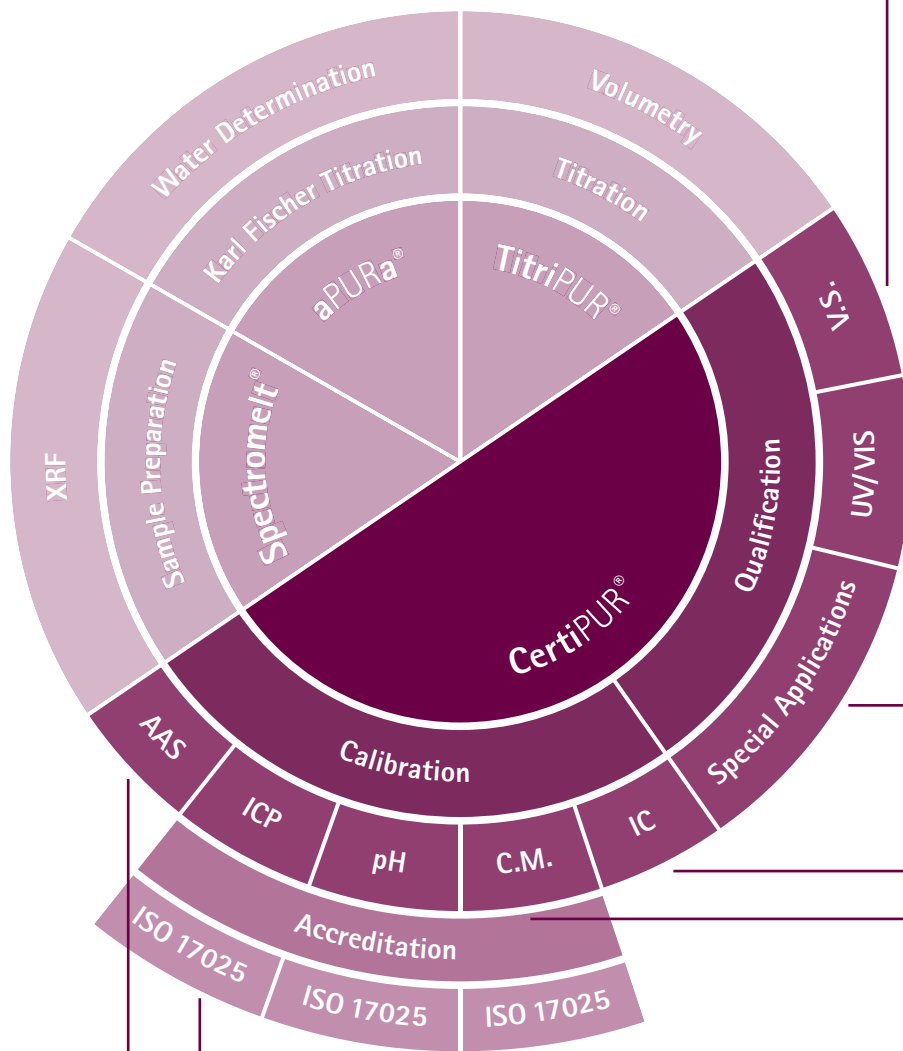 Water Determination
Volumetry
Karl Fischer Titration
Titration
aPURa®
TitriPUR®
V.S.
Spectromelt®
Sample Preparation
XRF
UV/VIS
Qualification
CertiPUR®
Special Applications
Calibration
AAS
ICP
pH
C.M.
IC
Accreditation
ISO 17025
ISO 17025
ISO 17025